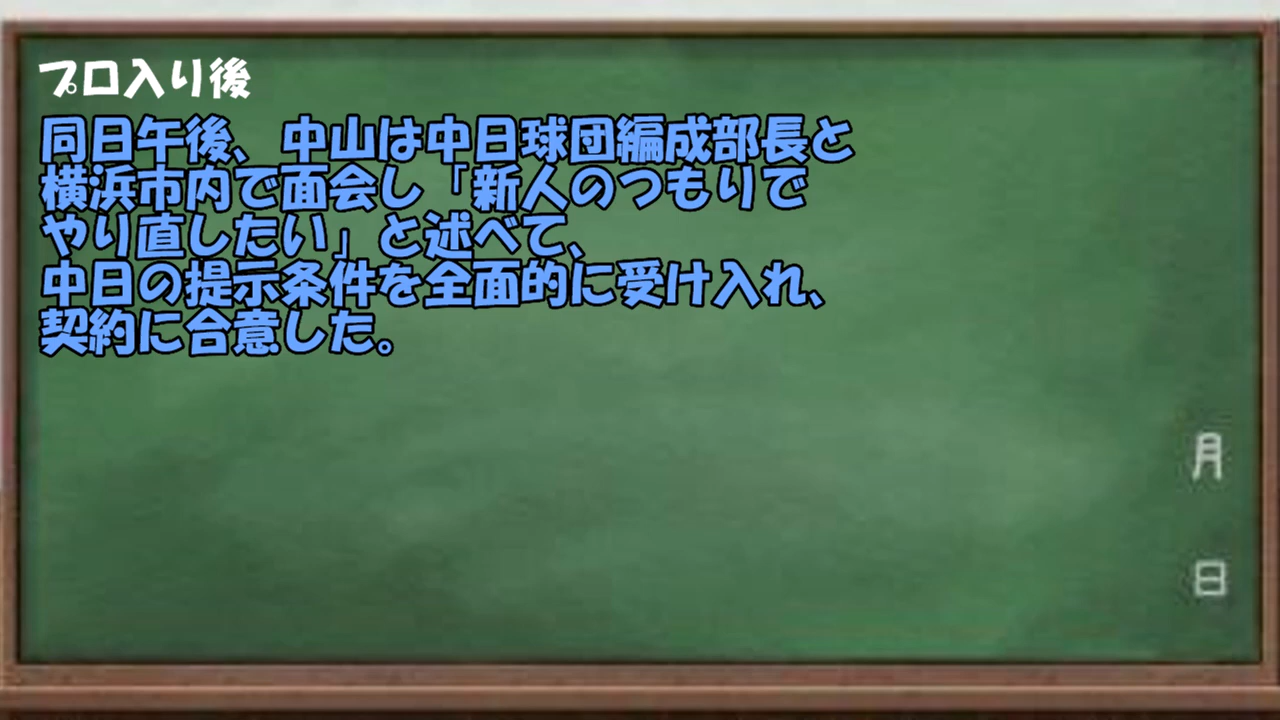 プロ入り後
同日午後、中山は中日球団編成部長と
横浜市内で面会し「新人のつもりで
やり直したい」と述べて、
中日の提示条件を全面的に受け入れ、
契約に合意した。
月
日